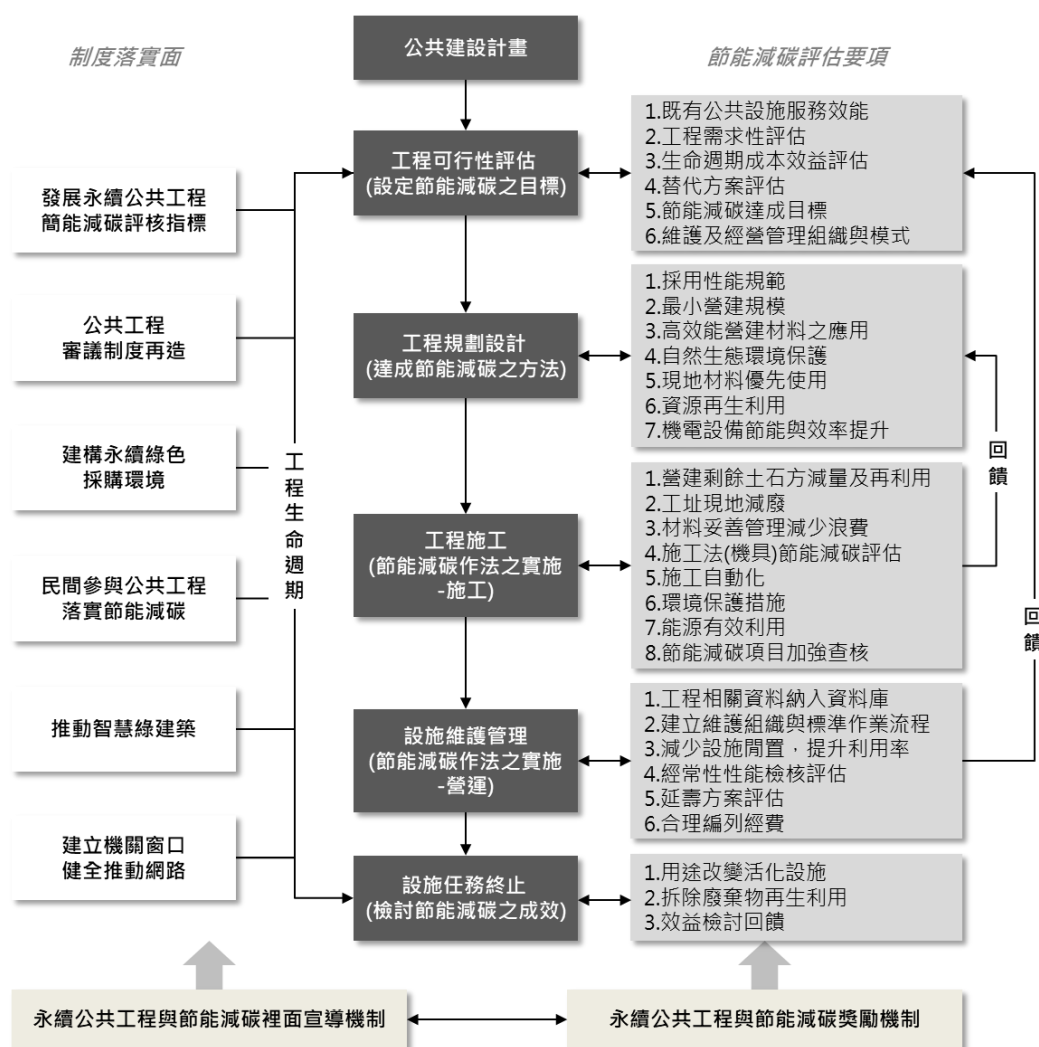 制度落實面
公共建設計畫
節能減碳評估要項
發展永續公共工程
簡能減碳評核指標
公共工程
審議制度再造
建構永續綠色
採購環境
民間參與公共工程
落實節能減碳
推動智慧綠建築
建立機關窗口
健全推動網路
工程生命週期
工程可行性評估
(設定節能減碳之目標)
1.既有公共設施服務效能
2.工程需求性評估
3.生命週期成本效益評估
4.替代方案評估
5.節能減碳達成目標
6.維護及經營管理組織與模式
工程規劃設計
(達成節能減碳之方法)
1.採用性能規範
2.最小營建規模
3.高效能營建材料之應用
4.自然生態環境保護
5.現地材料優先使用
6.資源再生利用
7.機電設備節能與效率提升
工程施工
(節能減碳作法之實施
-施工)
1.營建剩餘土石方減量及再利用
2.工址現地減廢
3.材料妥善管理減少浪費
4.施工法(機具)節能減碳評估
5.施工自動化
6.環境保護措施
7.能源有效利用
8.節能減碳項目加強查核
設施維護管理
(節能減碳作法之實施
-營運)
1.工程相關資料納入資料庫
2.建立維護組織與標準作業流程
3.減少設施閒置，提升利用率
4.經常性性能檢核評估
5.延壽方案評估
6.合理編列經費
設施任務終止
(檢討節能減碳之成效)
1.用途改變活化設施
2.拆除廢棄物再生利用
3.效益檢討回饋
回饋
回饋
永續公共工程與節能減碳裡面宣導機制
永續公共工程與節能減碳獎勵機制